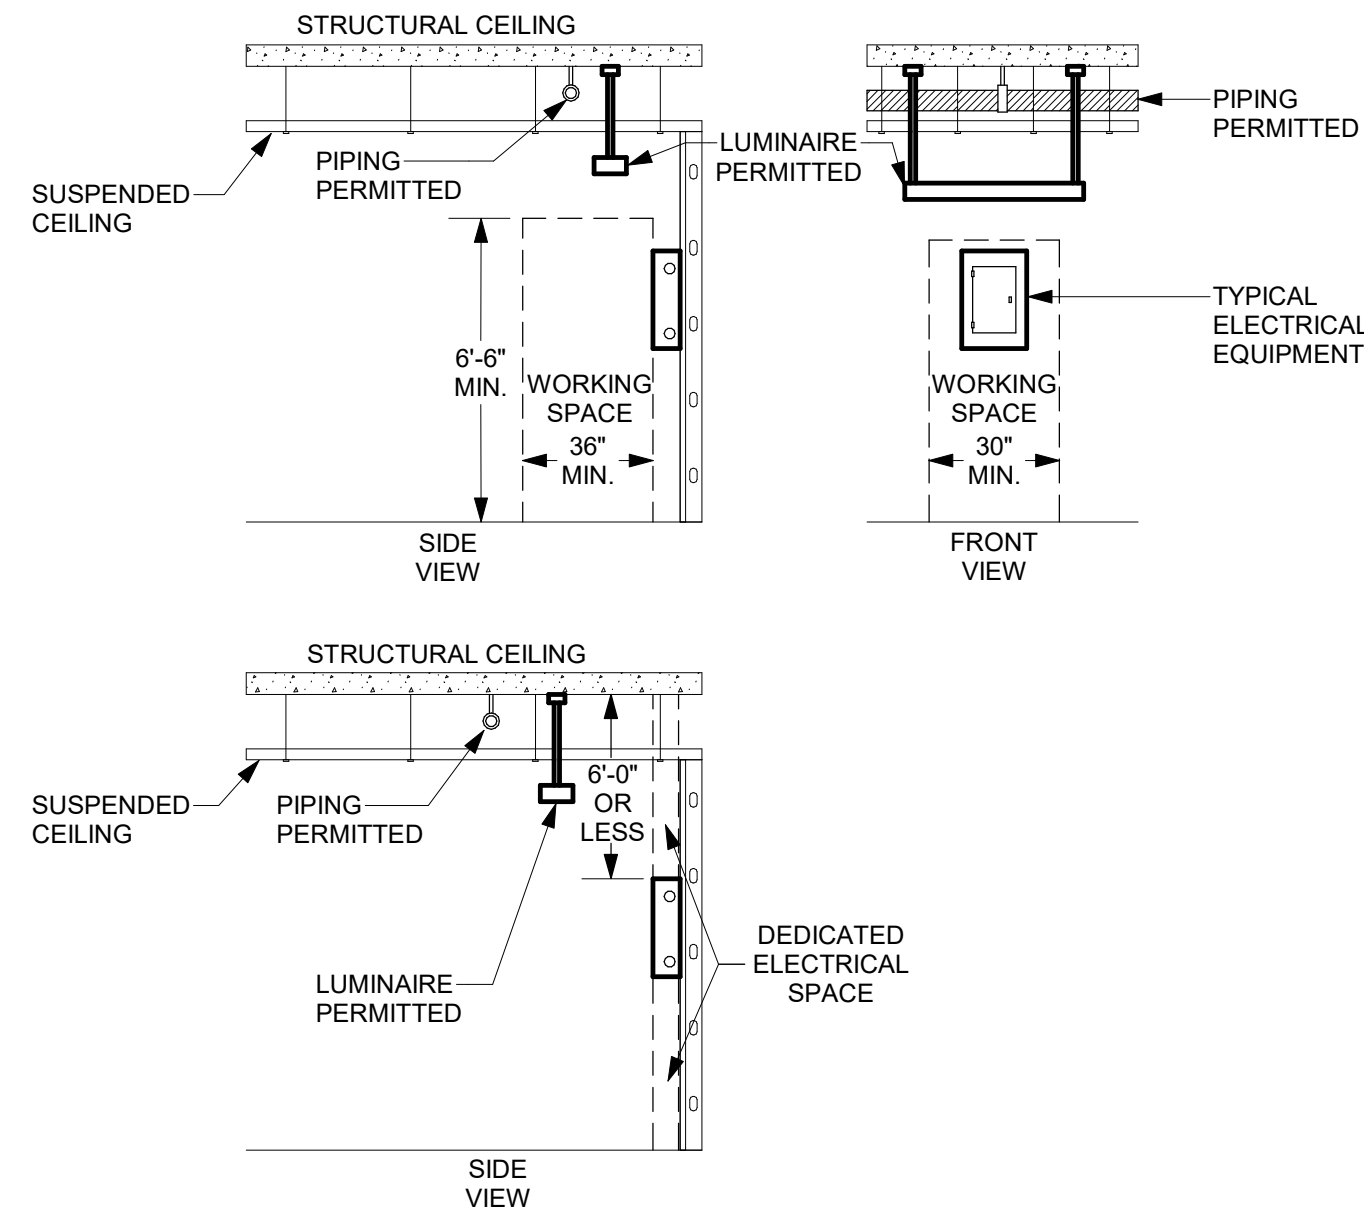 STRUCTURAL CEILING
PIPING
PERMITTED
LUMINAIRE
PERMITTED
PIPING
PERMITTED
SUSPENDED
CEILING
TYPICAL
ELECTRICAL
EQUIPMENT
6'-6"
MIN.
WORKING
SPACE
36"
MIN.
WORKING
SPACE
30"
MIN.
SIDE
VIEW
FRONT
VIEW
STRUCTURAL CEILING
6'-0"
OR
LESS
SUSPENDED
CEILING
PIPING
PERMITTED
DEDICATED
ELECTRICAL
SPACE
LUMINAIRE
PERMITTED
SIDE
VIEW